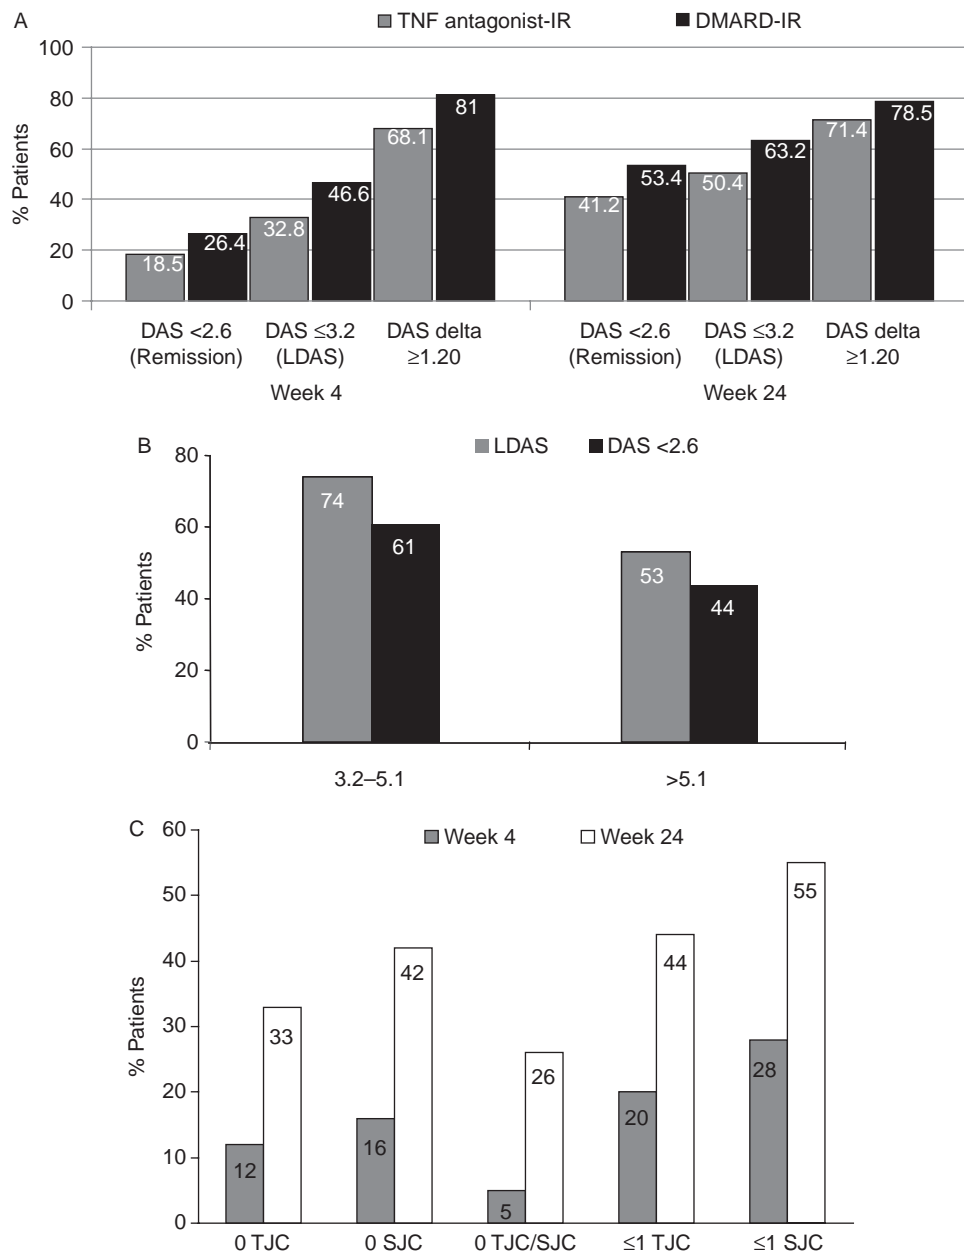 A
TNF antagonist-IR DMARD-IR
100
80
60
40
20
0
% Patients
18.5 26.4 32.8 46.6 68.1 81 41.2 53.4 50.4 63.2 71.4 78.5
DAS <2.6 DAS ≤3.2 DAS delta DAS <2.6 DAS ≤3.2 DAS delta
(Remission) (LDAS) ≥1.20 (Remission) (LDAS) ≥1.20
Week 4 Week 24
B
LDAS DAS <2.6
80
60
40
20
0
% Patients
74 61 53 44
3.2–5.1 >5.1
C
Week 4 Week 24
60
50
40
30
20
10
0
% Patients
12 33 16 42 5 26 20 44 28 55
0 TJC 0 SJC 0 TJC/SJC ≤1 TJC ≤1 SJC